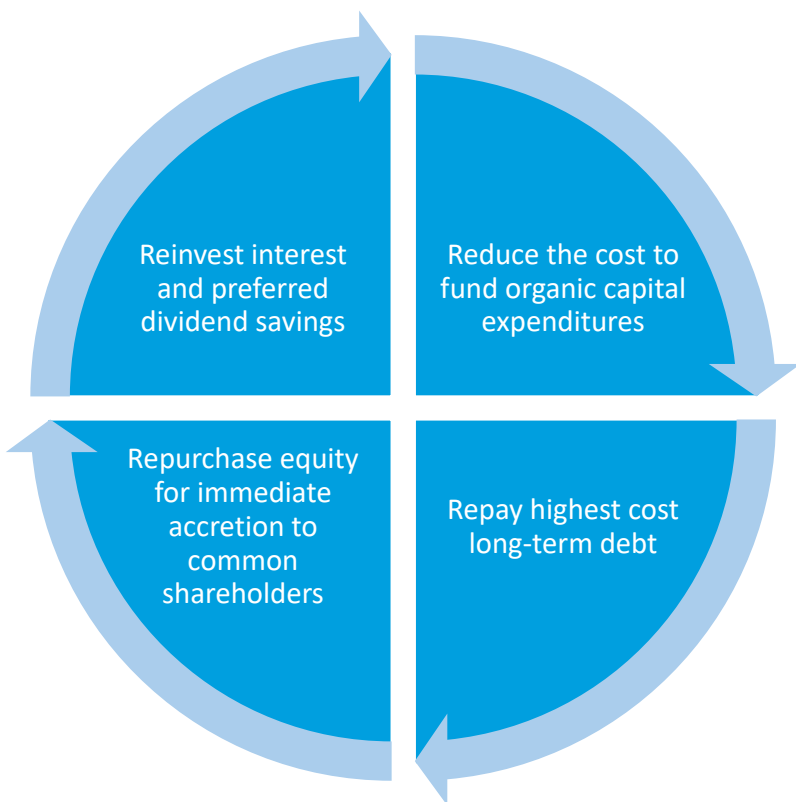 Reinvest interest
and preferred
dividend savings
Reduce the cost to
fund organic capital
expenditures
Repurchase equity
for immediate
accretion to
common
shareholders
Repay highest cost
long-term debt